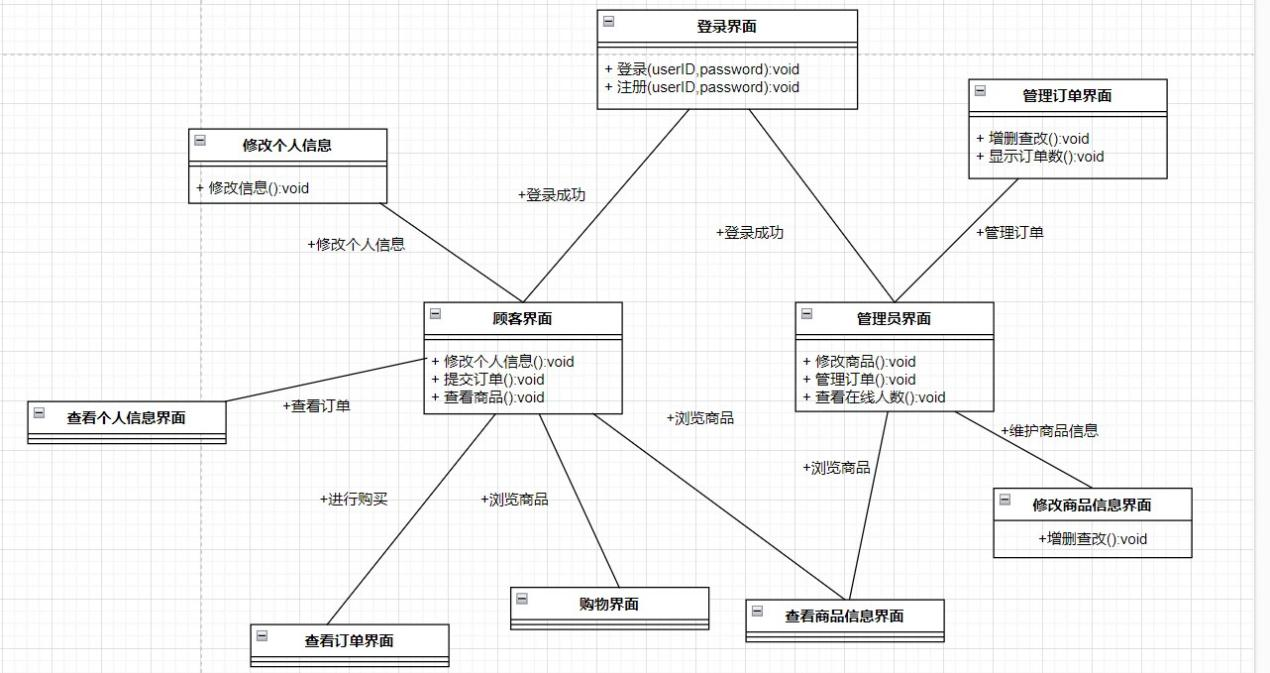 登录界面
+ 登录(userID,password):void
+ 注册(userID,password):void
管理订单界面
+ 增删查改():void
+ 显示订单数():void
修改个人信息
+ 修改信息():void
+登录成功
+登录成功
+管理订单
+修改个人信息
顾客界面
+ 修改个人信息():void
+ 提交订单():void
+ 查看商品():void
管理员界面
+ 修改商品():void
+ 管理订单():void
+ 查看在线人数():void
查看个人信息界面
+查看订单
+浏览商品
+维护商品信息
+浏览商品
+进行购买
+浏览商品
修改商品信息界面
+增删查改():void
购物界面
查看商品信息界面
查看订单界面